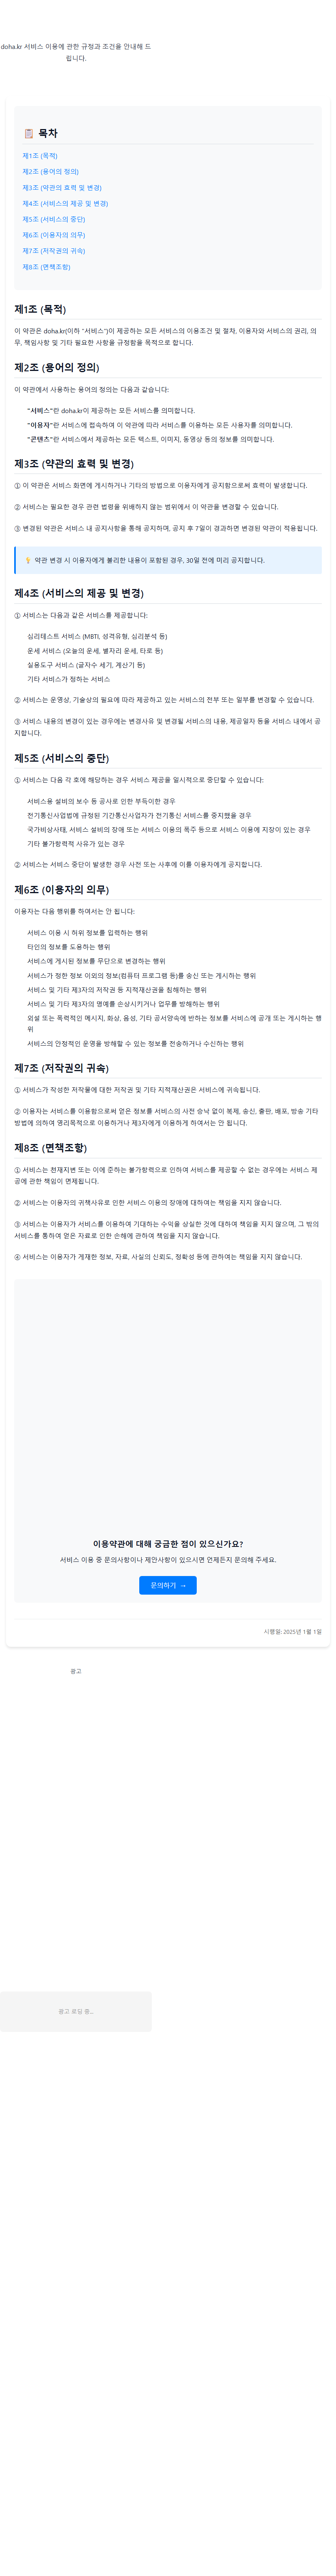 doha.kr 서비스 이용에 관한 규정과 조건을 안내해 드
립니다.
목차
제1조 (목적)
제2조 (용어의 정의)
제3조 (약관의 효력 및 변경)
제4조 (서비스의 제공 및 변경)
제5조 (서비스의 중단)
제6조 (이용자의 의무)
제7조 (저작권의 귀속)
제8조 (면책조항)
제1조 (목적)
이 약관은 doha.kr(이하 "서비스")이 제공하는 모든 서비스의 이용조건 및 절차, 이용자와 서비스의 권리, 의
무, 책임사항 및 기타 필요한 사항을 규정함을 목적으로 합니다.
제2조 (용어의 정의)
이 약관에서 사용하는 용어의 정의는 다음과 같습니다:
"서비스"란 doha.kr이 제공하는 모든 서비스를 의미합니다.
"이용자"란 서비스에 접속하여 이 약관에 따라 서비스를 이용하는 모든 사용자를 의미합니다.
"콘텐츠"란 서비스에서 제공하는 모든 텍스트, 이미지, 동영상 등의 정보를 의미합니다.
제3조 (약관의 효력 및 변경)
① 이 약관은 서비스 화면에 게시하거나 기타의 방법으로 이용자에게 공지함으로써 효력이 발생합니다.
② 서비스는 필요한 경우 관련 법령을 위배하지 않는 범위에서 이 약관을 변경할 수 있습니다.
③ 변경된 약관은 서비스 내 공지사항을 통해 공지하며, 공지 후 7일이 경과하면 변경된 약관이 적용됩니다.
약관 변경 시 이용자에게 불리한 내용이 포함된 경우, 30일 전에 미리 공지합니다.
제4조 (서비스의 제공 및 변경)
① 서비스는 다음과 같은 서비스를 제공합니다:
심리테스트 서비스 (MBTI, 성격유형, 심리분석 등)
운세 서비스 (오늘의 운세, 별자리 운세, 타로 등)
실용도구 서비스 (글자수 세기, 계산기 등)
기타 서비스가 정하는 서비스
② 서비스는 운영상, 기술상의 필요에 따라 제공하고 있는 서비스의 전부 또는 일부를 변경할 수 있습니다.
③ 서비스 내용의 변경이 있는 경우에는 변경사유 및 변경될 서비스의 내용, 제공일자 등을 서비스 내에서 공
지합니다.
제5조 (서비스의 중단)
① 서비스는 다음 각 호에 해당하는 경우 서비스 제공을 일시적으로 중단할 수 있습니다:
서비스용 설비의 보수 등 공사로 인한 부득이한 경우
전기통신사업법에 규정된 기간통신사업자가 전기통신 서비스를 중지했을 경우
국가비상사태, 서비스 설비의 장애 또는 서비스 이용의 폭주 등으로 서비스 이용에 지장이 있는 경우
기타 불가항력적 사유가 있는 경우
② 서비스는 서비스 중단이 발생한 경우 사전 또는 사후에 이를 이용자에게 공지합니다.
제6조 (이용자의 의무)
이용자는 다음 행위를 하여서는 안 됩니다:
서비스 이용 시 허위 정보를 입력하는 행위
타인의 정보를 도용하는 행위
서비스에 게시된 정보를 무단으로 변경하는 행위
서비스가 정한 정보 이외의 정보(컴퓨터 프로그램 등)를 송신 또는 게시하는 행위
서비스 및 기타 제3자의 저작권 등 지적재산권을 침해하는 행위
서비스 및 기타 제3자의 명예를 손상시키거나 업무를 방해하는 행위
외설 또는 폭력적인 메시지, 화상, 음성, 기타 공서양속에 반하는 정보를 서비스에 공개 또는 게시하는 행
위
서비스의 안정적인 운영을 방해할 수 있는 정보를 전송하거나 수신하는 행위
제7조 (저작권의 귀속)
① 서비스가 작성한 저작물에 대한 저작권 및 기타 지적재산권은 서비스에 귀속됩니다.
② 이용자는 서비스를 이용함으로써 얻은 정보를 서비스의 사전 승낙 없이 복제, 송신, 출판, 배포, 방송 기타
방법에 의하여 영리목적으로 이용하거나 제3자에게 이용하게 하여서는 안 됩니다.
제8조 (면책조항)
① 서비스는 천재지변 또는 이에 준하는 불가항력으로 인하여 서비스를 제공할 수 없는 경우에는 서비스 제
공에 관한 책임이 면제됩니다.
② 서비스는 이용자의 귀책사유로 인한 서비스 이용의 장애에 대하여는 책임을 지지 않습니다.
③ 서비스는 이용자가 서비스를 이용하여 기대하는 수익을 상실한 것에 대하여 책임을 지지 않으며, 그 밖의
서비스를 통하여 얻은 자료로 인한 손해에 관하여 책임을 지지 않습니다.
④ 서비스는 이용자가 게재한 정보, 자료, 사실의 신뢰도, 정확성 등에 관하여는 책임을 지지 않습니다.
이용약관에 대해 궁금한 점이 있으신가요?
서비스 이용 중 문의사항이나 제안사항이 있으시면 언제든지 문의해 주세요.
문의하기 →
시행일: 2025년 1월 1일
광고
광고 로딩 중...